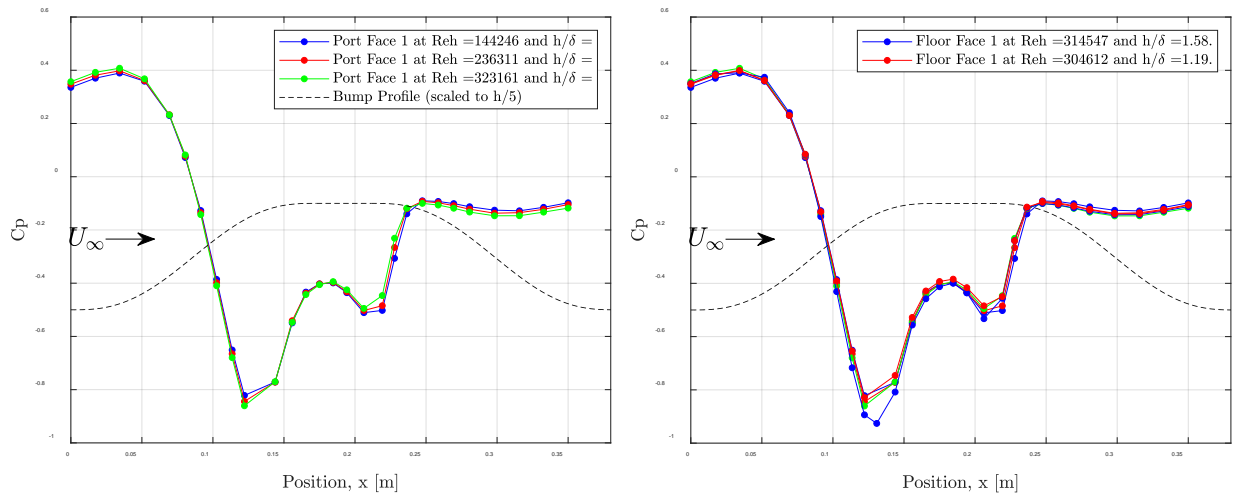 0.6
0.4
0.2
0
-0.2
-0.4
-0.6
-0.8
-1
0
0.05
0.1
0.15
0.2
0.25
0.3
0.35
Cp
Position, x [m]
U∞
Port Face 1 at Reh =144246 and h/δ =
Port Face 1 at Reh =236311 and h/δ =
Port Face 1 at Reh =323161 and h/δ =
Bump Profile (scaled to h/5)
0.6
0.4
0.2
0
-0.2
-0.4
-0.6
-0.8
-1
0
0.05
0.1
0.15
0.2
0.25
0.3
0.35
Cp
Position, x [m]
U∞
Floor Face 1 at Reh =314547 and h/δ =1.58.
Floor Face 1 at Reh =304612 and h/δ =1.19.